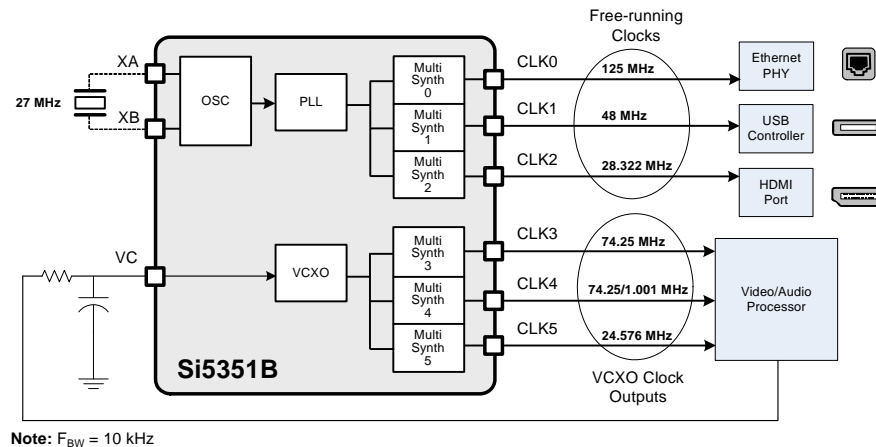 Free-running
Clocks
XA
27 MHz
XB
OSC
PLL
Multi
Synth
0
Multi
Synth
1
Multi
Synth
2
CLK0
125 MHz
Ethernet
PHY
CLK1
48 MHz
USB
Controller
CLK2
28.322 MHz
HDMI
Port
VC
VCXO
Multi
Synth
3
Multi
Synth
4
Multi
Synth
5
CLK3
74.25 MHz
CLK4
74.25/1.001 MHz
CLK5
24.576 MHz
Video/Audio
Processor
Si5351B
VCXO Clock
Outputs
Note: FBW = 10 kHz